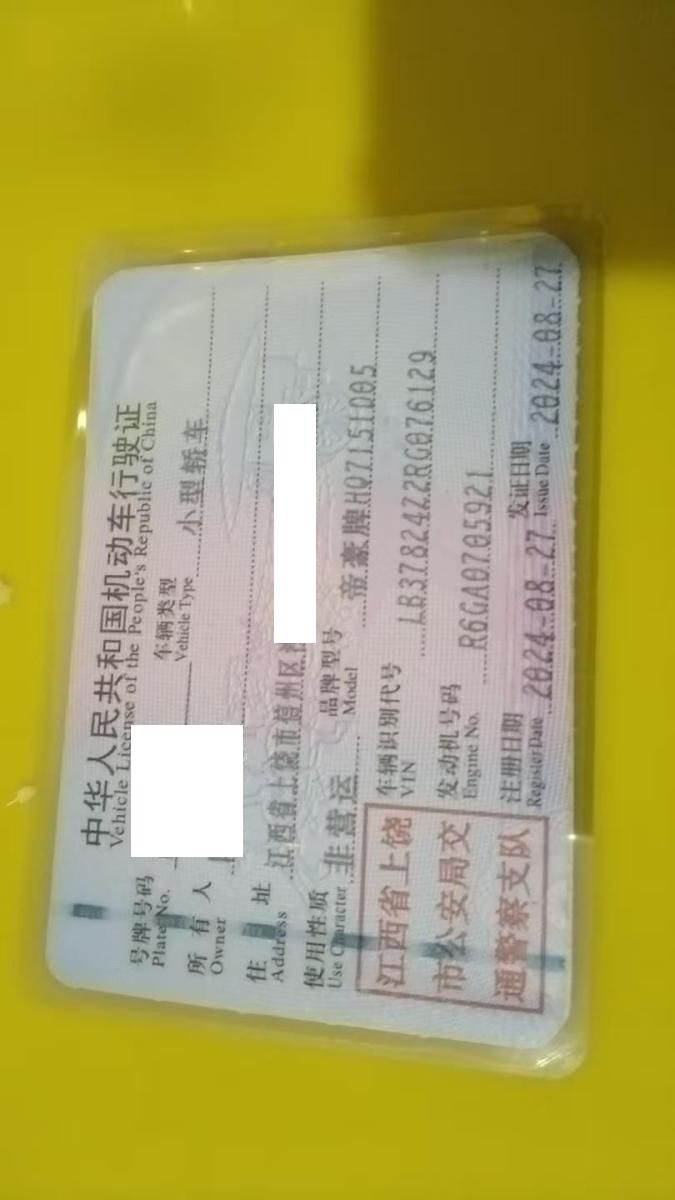 中华人民共和国机动车行驶证
Vehicle License of the People's Republic of China
号牌号码 车辆类型 小型轿车
Plate No. Vehicle Type
所有人
Owner
住址 江西省上饶市信州区
Address
使用性质 非营运 品牌型号 帝豪牌HQ7151005
Use Character Model
江西省上饶
市公安局交
通警察支队
车辆识别代号 LB37824Z2RG076129
VIN
发动机号码 R6GA0705921
Engine No.
注册日期 2024-08-27 发证日期 2024-08-27
Register Date Issue Date